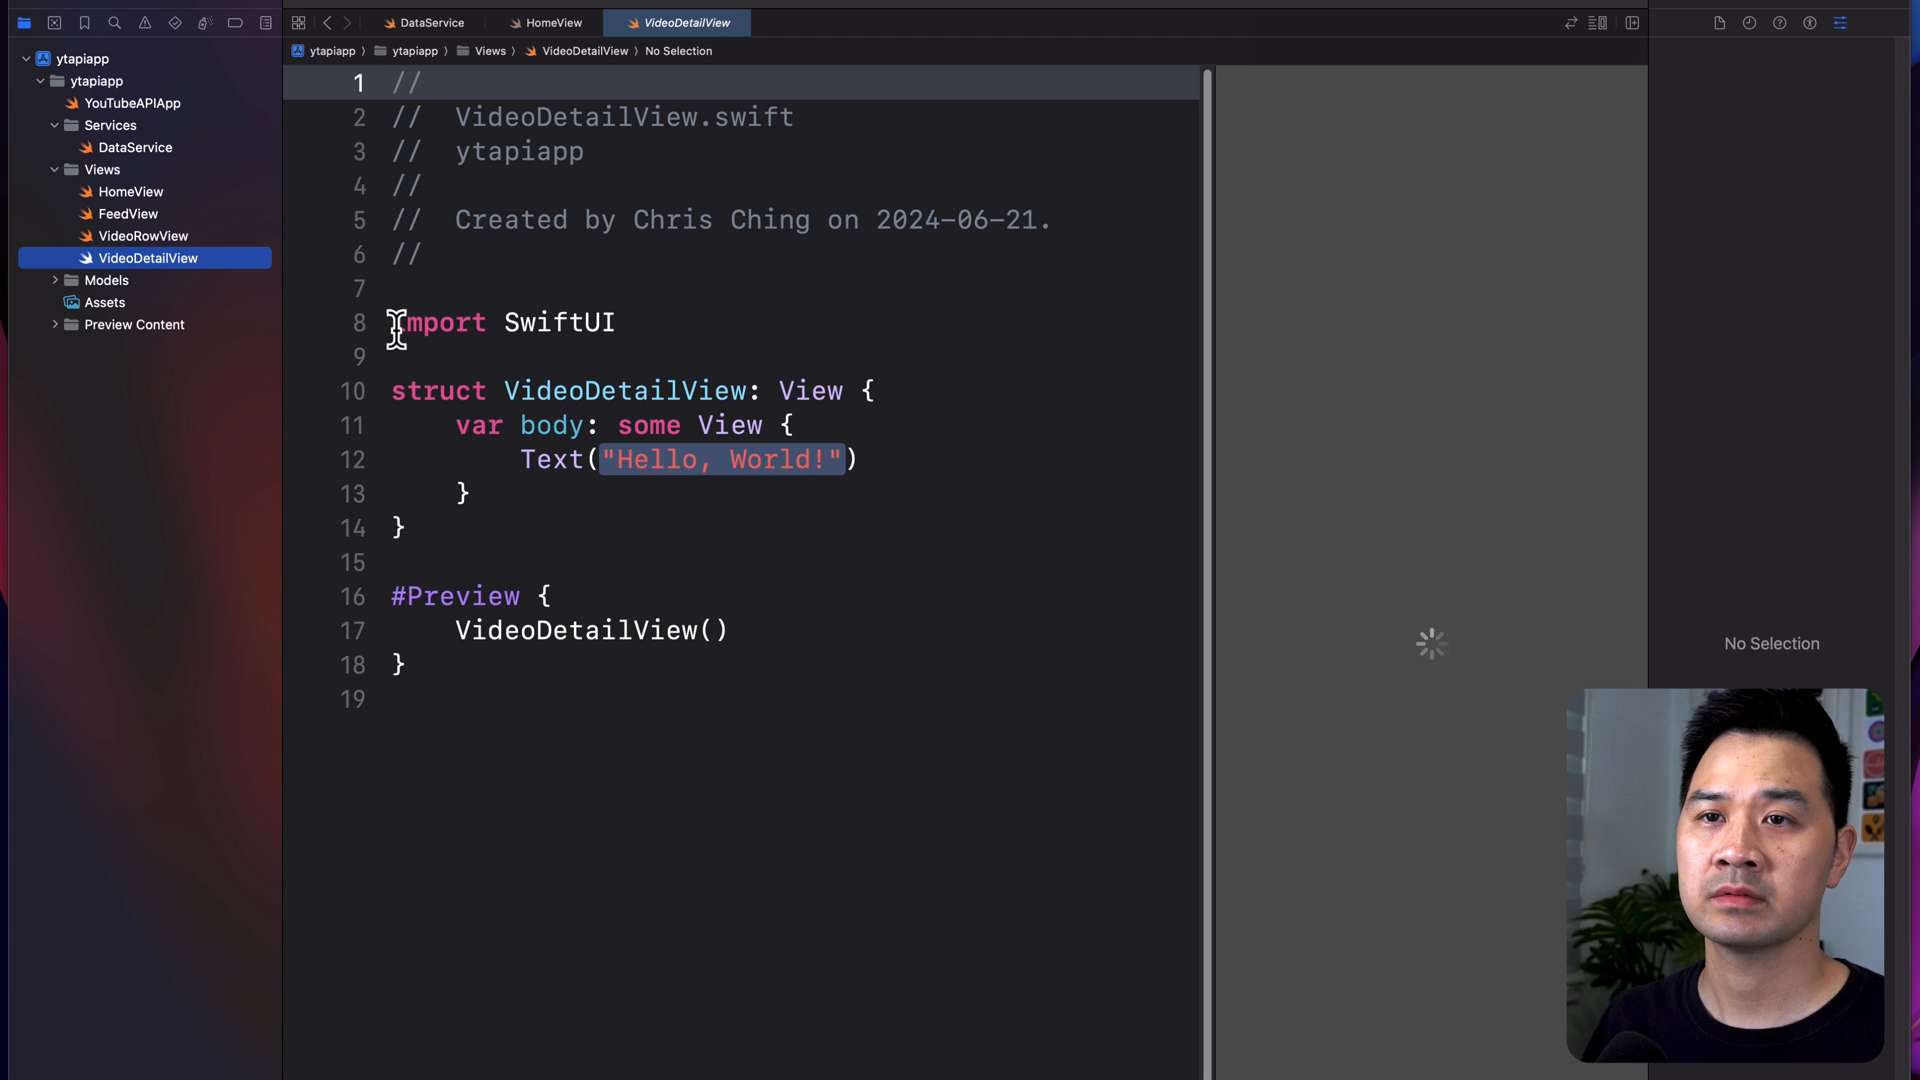 DataService
HomeView
VideoDetailView
ytapiapp
ytapiapp
Views
VideoDetailView
No Selection
ytapiapp
ytapiapp
YouTubeAPIApp
Services
DataService
Views
HomeView
FeedView
VideoRowView
VideoDetailView
Models
Assets
Preview Content
1 //
2 // VideoDetailView.swift
3 // ytapiapp
4 //
5 // Created by Chris Ching on 2024-06-21.
6 //
7
8 import SwiftUI
9
10 struct VideoDetailView: View {
11 var body: some View {
12 Text("Hello, World!")
13 }
14 }
15
16 #Preview {
17 VideoDetailView()
18 }
19
No Selection